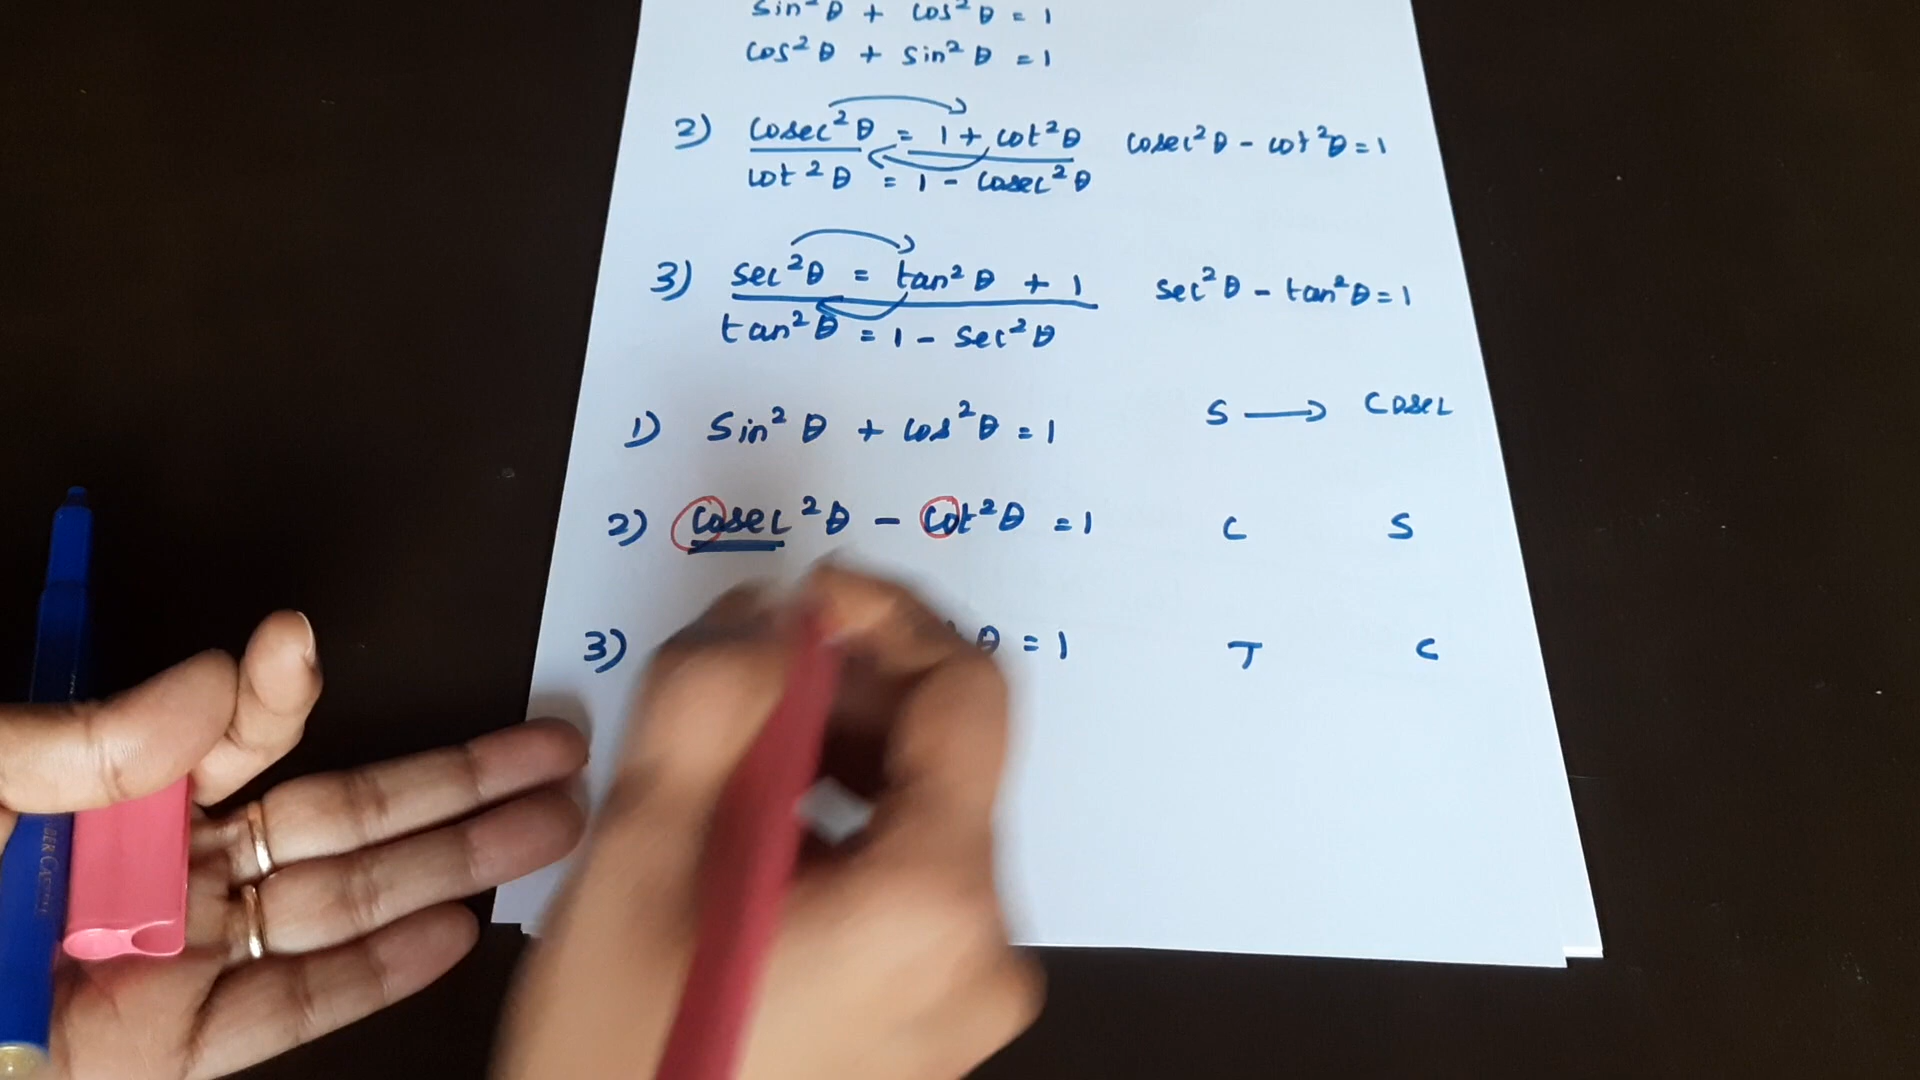 sin²θ + cos²θ = 1
cos²θ + sin²θ = 1
2) cosec²θ = 1 + cot²θ cosec²θ - cot²θ = 1
cot²θ = 1 - cosec²θ
3) sec²θ = tan²θ + 1 sec²θ - tan²θ = 1
tan²θ = 1 - sec²θ
1) Sin²θ + cos²θ = 1 S → cosec
2) cosec²θ - cot²θ = 1 C S
3) θ = 1 T C